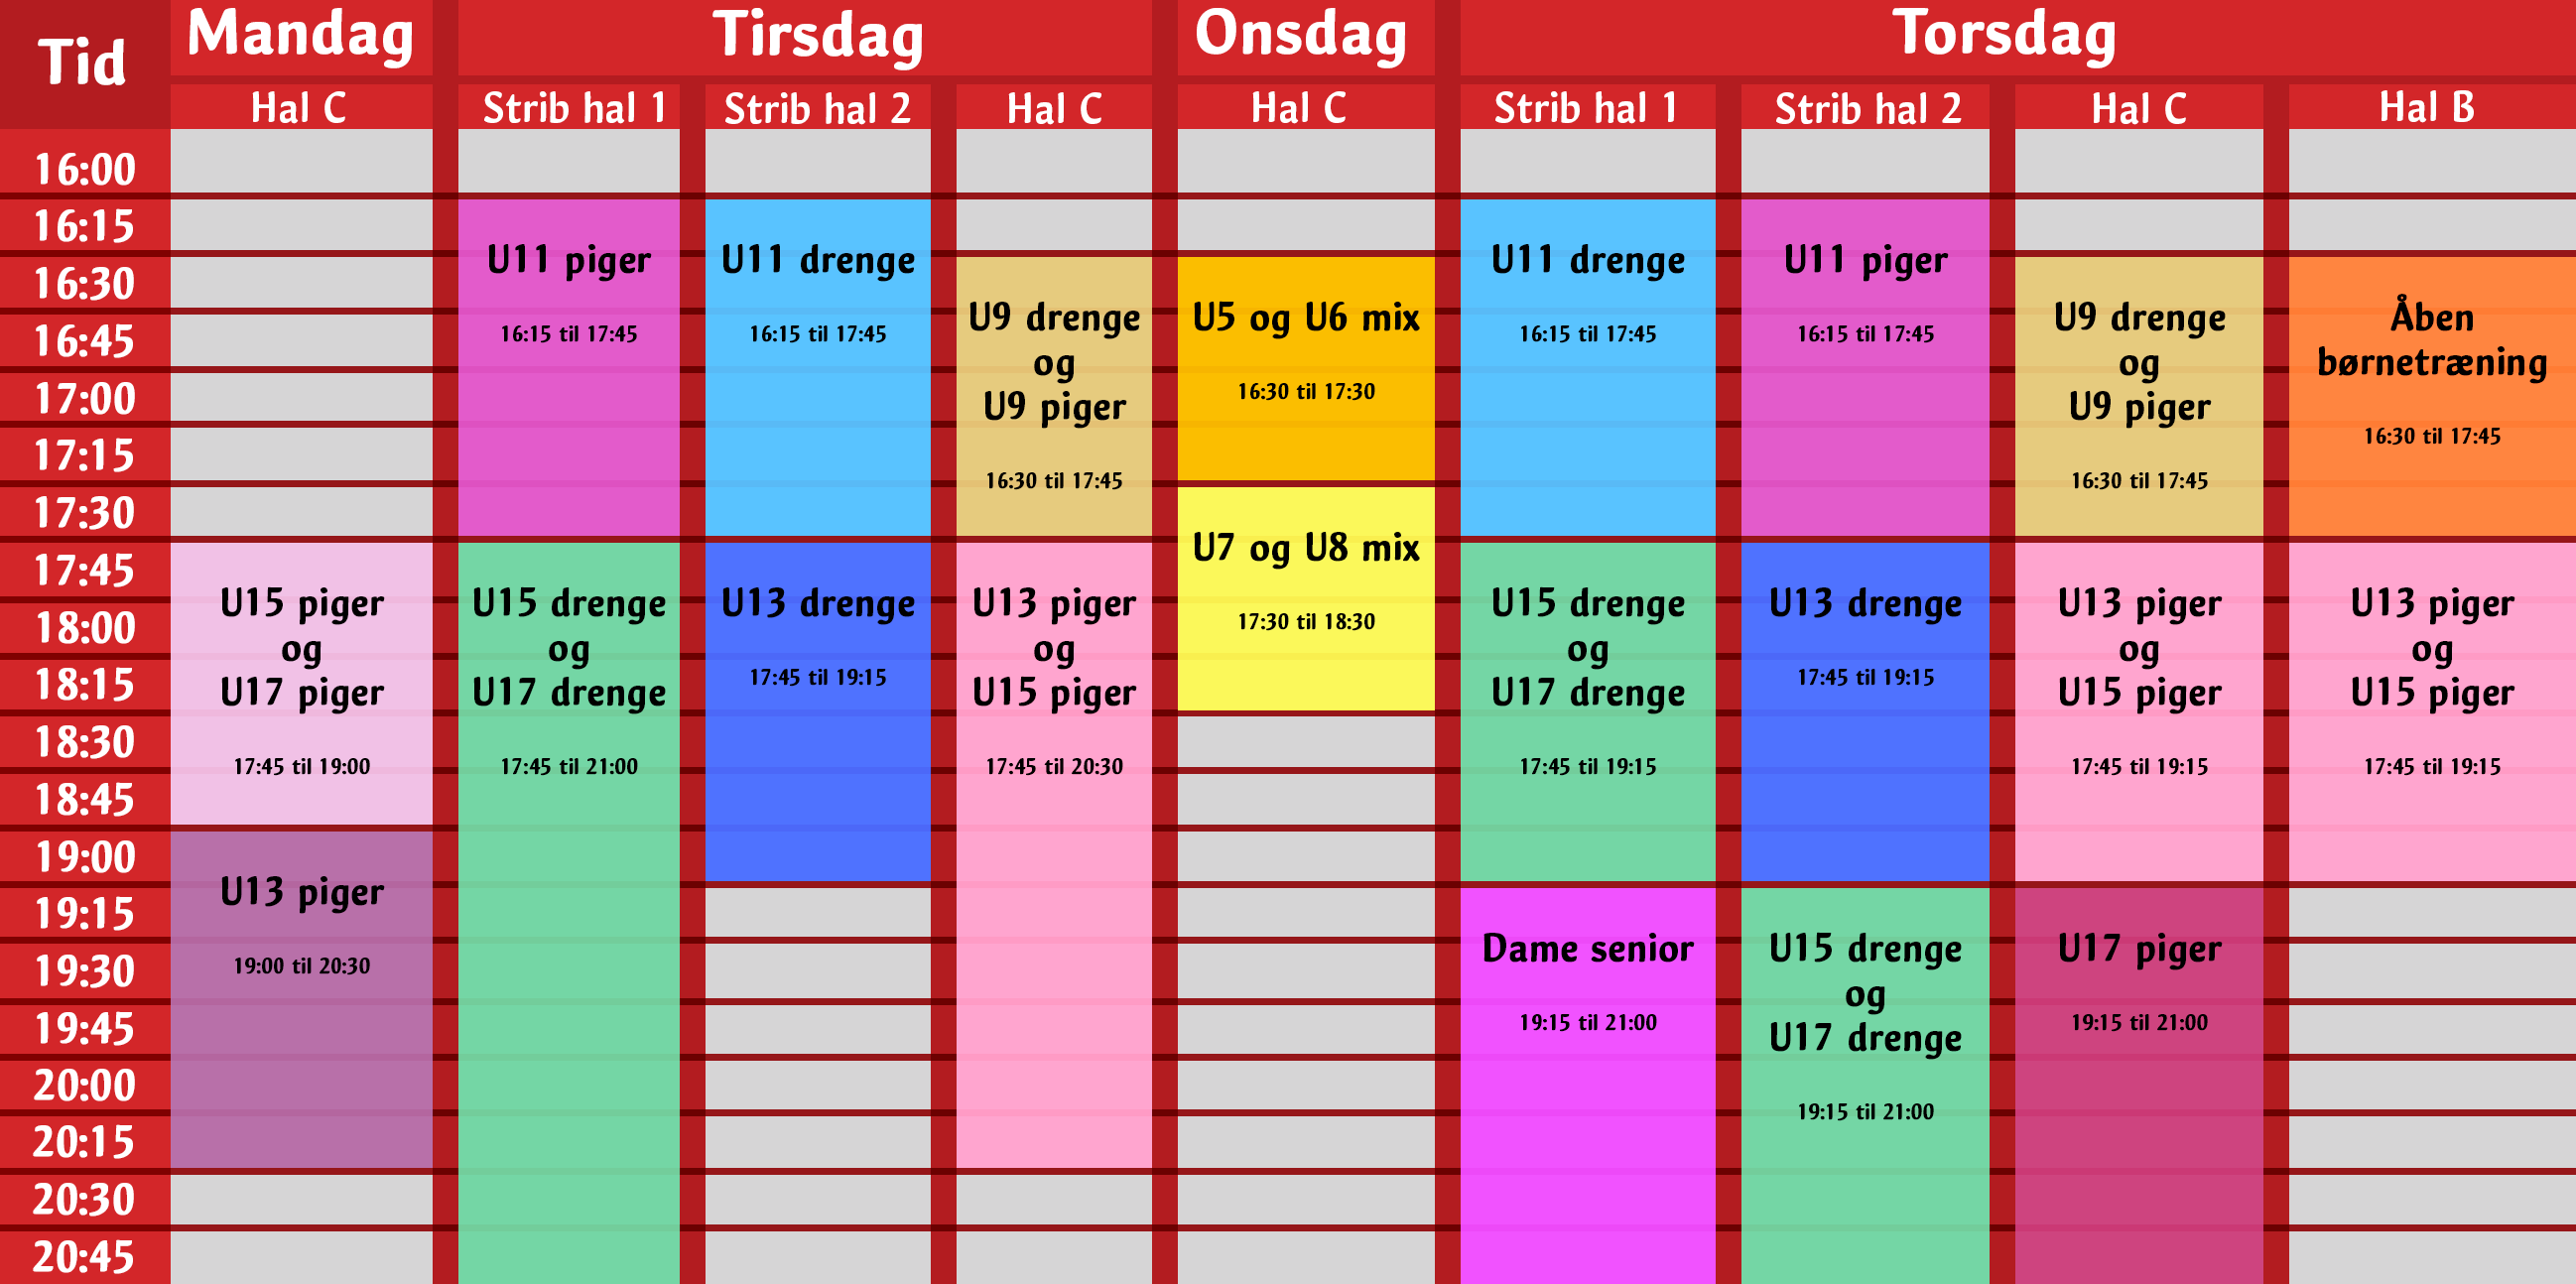 Tid
Mandag
Tirsdag
Onsdag
Torsdag
Hal C
Strib hal 1
Strib hal 2
Hal C
Hal C
Strib hal 1
Strib hal 2
Hal C
Hal B
16:00
16:15
16:30
16:45
17:00
17:15
17:30
17:45
18:00
18:15
18:30
18:45
19:00
19:15
19:30
19:45
20:00
20:15
20:30
20:45
U15 piger
og
U17 piger
17:45 til 19:00
U13 piger
19:00 til 20:30
U11 piger
16:15 til 17:45
U15 drenge
og
U17 drenge
17:45 til 21:00
U11 drenge
16:15 til 17:45
U13 drenge
17:45 til 19:15
U9 drenge
og
U9 piger
16:30 til 17:45
U13 piger
og
U15 piger
17:45 til 20:30
U5 og U6 mix
16:30 til 17:30
U7 og U8 mix
17:30 til 18:30
U11 drenge
16:15 til 17:45
U15 drenge
og
U17 drenge
17:45 til 19:15
Dame senior
19:15 til 21:00
U11 piger
16:15 til 17:45
U13 drenge
17:45 til 19:15
U15 drenge
og
U17 drenge
19:15 til 21:00
U9 drenge
og
U9 piger
16:30 til 17:45
U13 piger
og
U15 piger
17:45 til 19:15
U17 piger
19:15 til 21:00
Åben
børnetræning
16:30 til 17:45
U13 piger
og
U15 piger
17:45 til 19:15